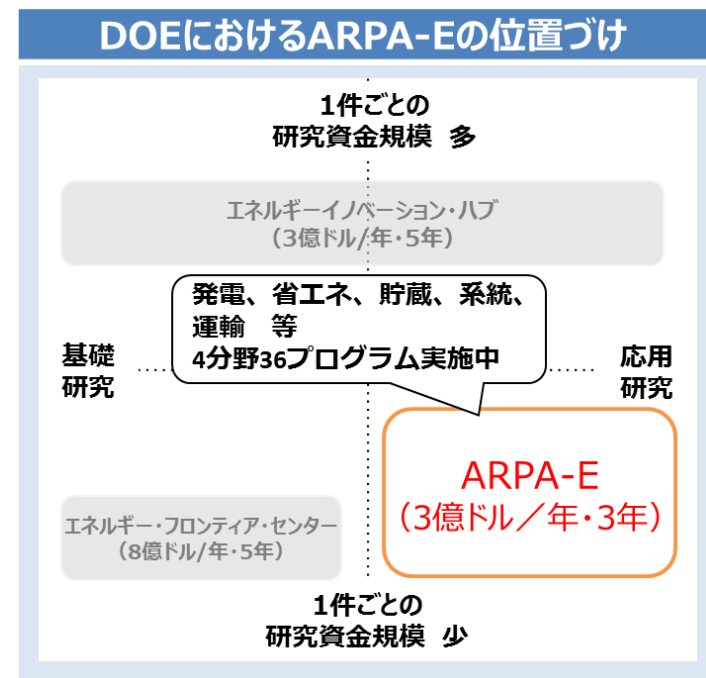 DOEにおけるARPA-Eの位置づけ
1件ごとの
研究資金規模 多
エネルギーイノベーション・ハブ
（3億ドル/年・5年）
発電、省エネ、貯蔵、系統、
運輸　等
4分野36プログラム実施中
基礎
研究
応用
研究
ARPA-E
（3億ドル／年・3年）
エネルギー・フロンティア・センター
（8億ドル/年・5年）
1件ごとの
研究資金規模 少